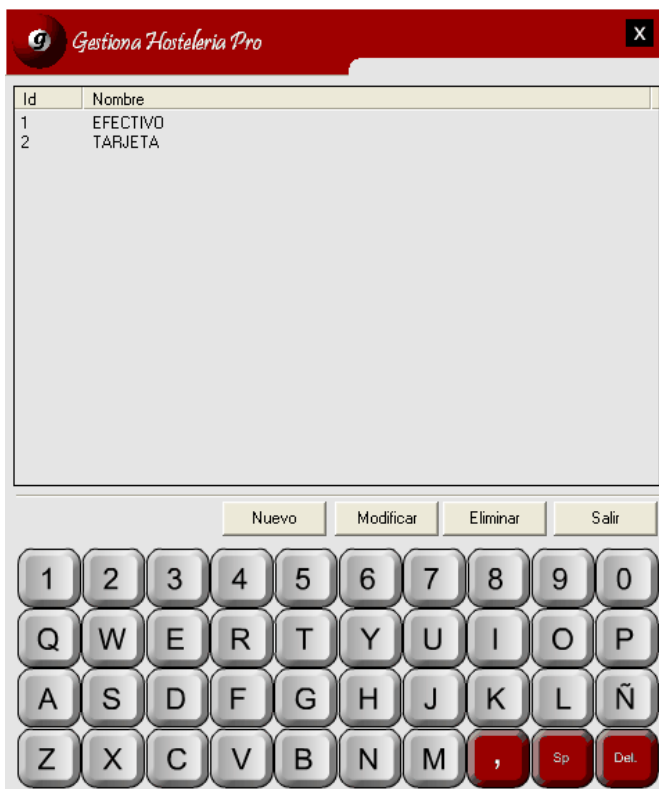 g Gestiona Hosteleria Pro X
Id Nombre
1 EFECTIVO
2 TARJETA
Nuevo Modificar Eliminar Salir
1 2 3 4 5 6 7 8 9 0
Q W E R T Y U I O P
A S D F G H J K L Ñ
Z X C V B N M , Sp Del.